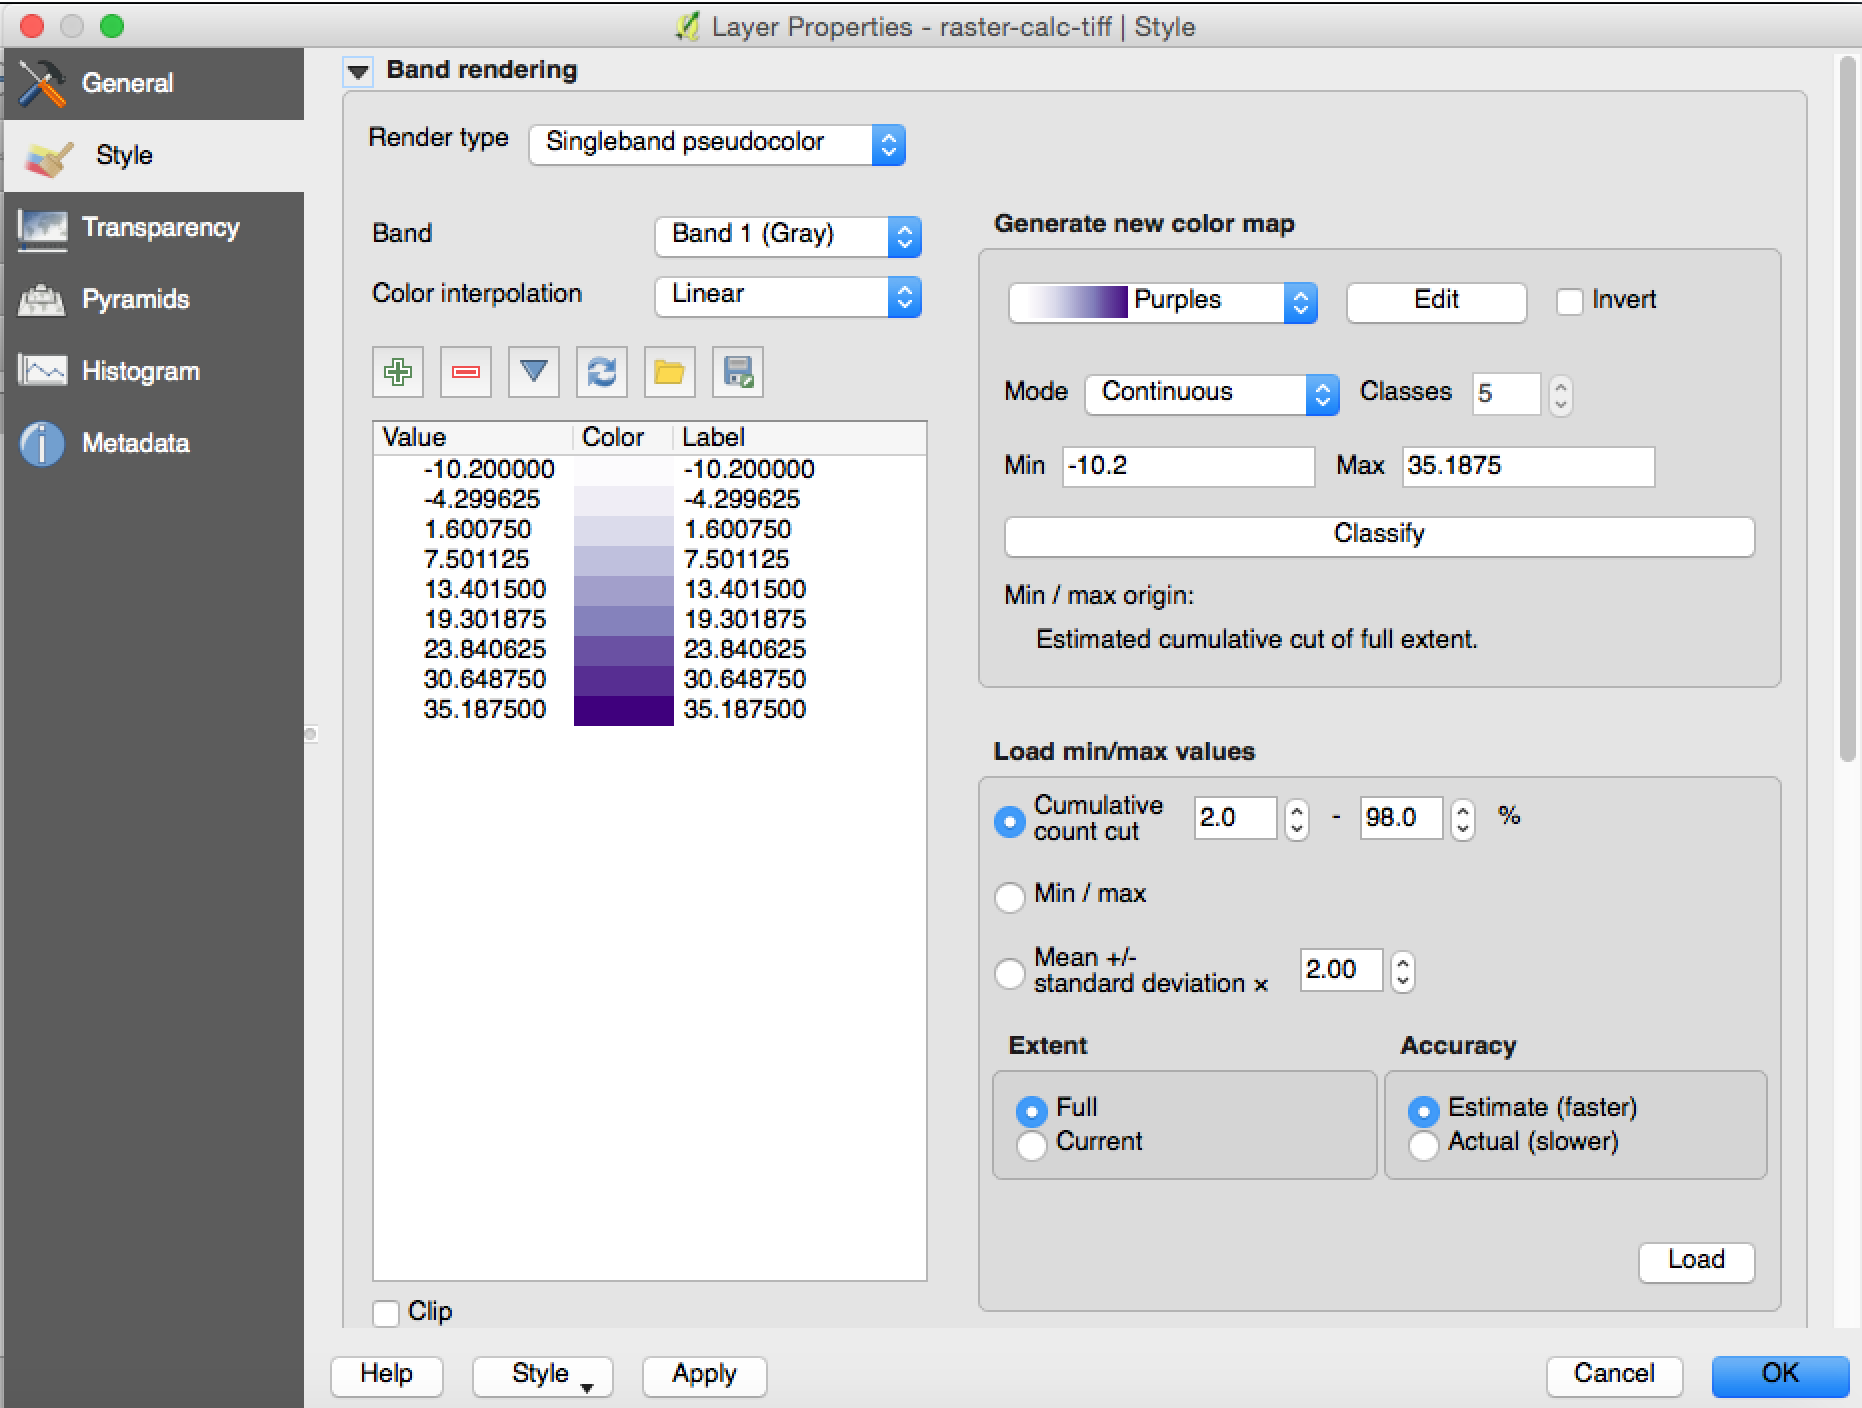 Layer Properties - raster-calc-tiff | Style
General
Style
Transparency
Pyramids
Histogram
Metadata
Band rendering
Render type Singleband pseudocolor
Band Band 1 (Gray)
Color interpolation Linear
Value Color Label
-10.200000 -10.200000
-4.299625 -4.299625
1.600750 1.600750
7.501125 7.501125
13.401500 13.401500
19.301875 19.301875
23.840625 23.840625
30.648750 30.648750
35.187500 35.187500
Clip
Generate new color map
Purples Edit Invert
Mode Continuous Classes 5
Min -10.2 Max 35.1875
Classify
Min / max origin:
Estimated cumulative cut of full extent.
Load min/max values
Cumulative
count cut 2.0 - 98.0 %
Min / max
Mean +/-
standard deviation × 2.00
Extent
Full
Current
Accuracy
Estimate (faster)
Actual (slower)
Load
Help Style Apply Cancel OK